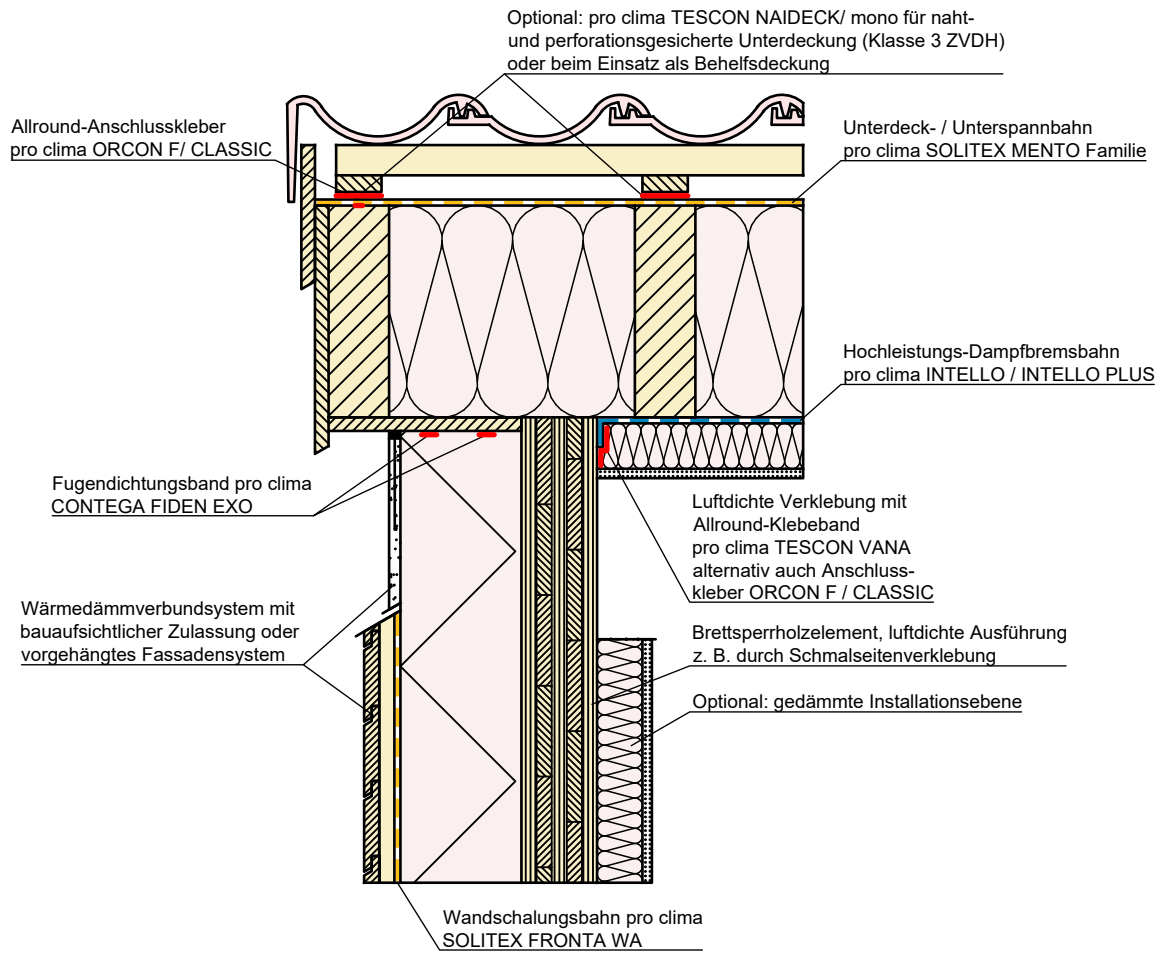 Optional: pro clima TESCON NAIDECK/ mono für naht-
und perforationsgesicherte Unterdeckung (Klasse 3 ZVDH)
oder beim Einsatz als Behelfsdeckung
Allround-Anschlusskleber
pro clima ORCON F/ CLASSIC
Unterdeck- / Unterspannbahn
pro clima SOLITEX MENTO Familie
Hochleistungs-Dampfbremsbahn
pro clima INTELLO / INTELLO PLUS
Fugendichtungsband pro clima
CONTEGA FIDEN EXO
Luftdichte Verklebung mit
Allround-Klebeband
pro clima TESCON VANA
alternativ auch Anschluss-
kleber ORCON F / CLASSIC
Wärmedämmverbundsystem mit
bauaufsichtlicher Zulassung oder
vorgehängtes Fassadensystem
Brettsperrholzelement, luftdichte Ausführung
z. B. durch Schmalseitenverklebung
Optional: gedämmte Installationsebene
Wandschalungsbahn pro clima
SOLITEX FRONTA WA